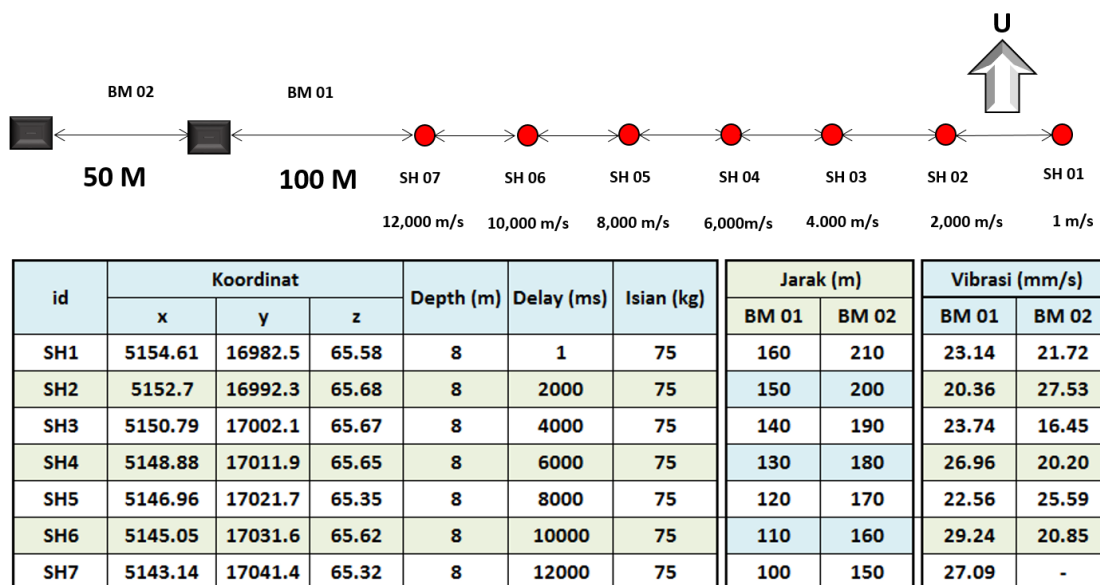 U
BM 02 BM 01
50 M 100 M SH 07 SH 06 SH 05 SH 04 SH 03 SH 02 SH 01
12,000 m/s 10,000 m/s 8,000 m/s 6,000m/s 4.000 m/s 2,000 m/s 1 m/s
id Koordinat Depth (m) Delay (ms) Isian (kg) Jarak (m) Vibrasi (mm/s)
x y z BM 01 BM 02 BM 01 BM 02
SH1 5154.61 16982.5 65.58 8 1 75 160 210 23.14 21.72
SH2 5152.7 16992.3 65.68 8 2000 75 150 200 20.36 27.53
SH3 5150.79 17002.1 65.67 8 4000 75 140 190 23.74 16.45
SH4 5148.88 17011.9 65.65 8 6000 75 130 180 26.96 20.20
SH5 5146.96 17021.7 65.35 8 8000 75 120 170 22.56 25.59
SH6 5145.05 17031.6 65.62 8 10000 75 110 160 29.24 20.85
SH7 5143.14 17041.4 65.32 8 12000 75 100 150 27.09 -